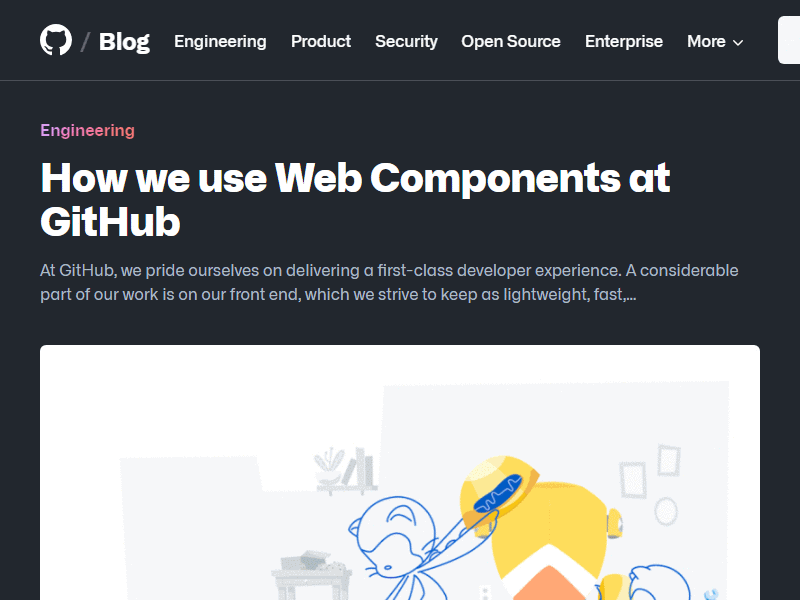 / Blog Engineering Product Security Open Source Enterprise More
Engineering
How we use Web Components at
GitHub
At GitHub, we pride ourselves on delivering a first-class developer experience. A considerable
part of our work is on our front end, which we strive to keep as lightweight, fast,...